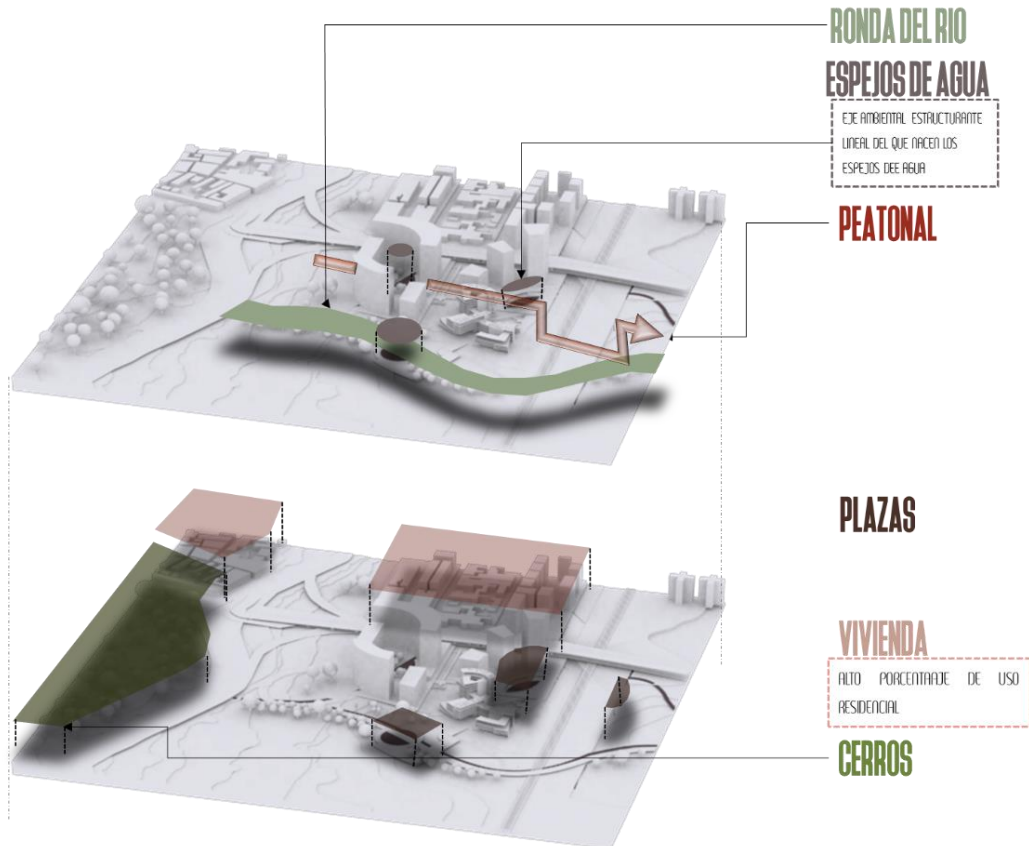 RONDA DEL RIO
ESPEJOS DE AGUA
EJE AMBIENTAL ESTRUCTURANTE
LINEAL DEL QUE NACEN LOS
ESPEJOS DEE AGUA
PEATONAL
PLAZAS
VIVIENDA
ALTO PORCENTRAJE DE USO
RESIDENCIAL
CERROS